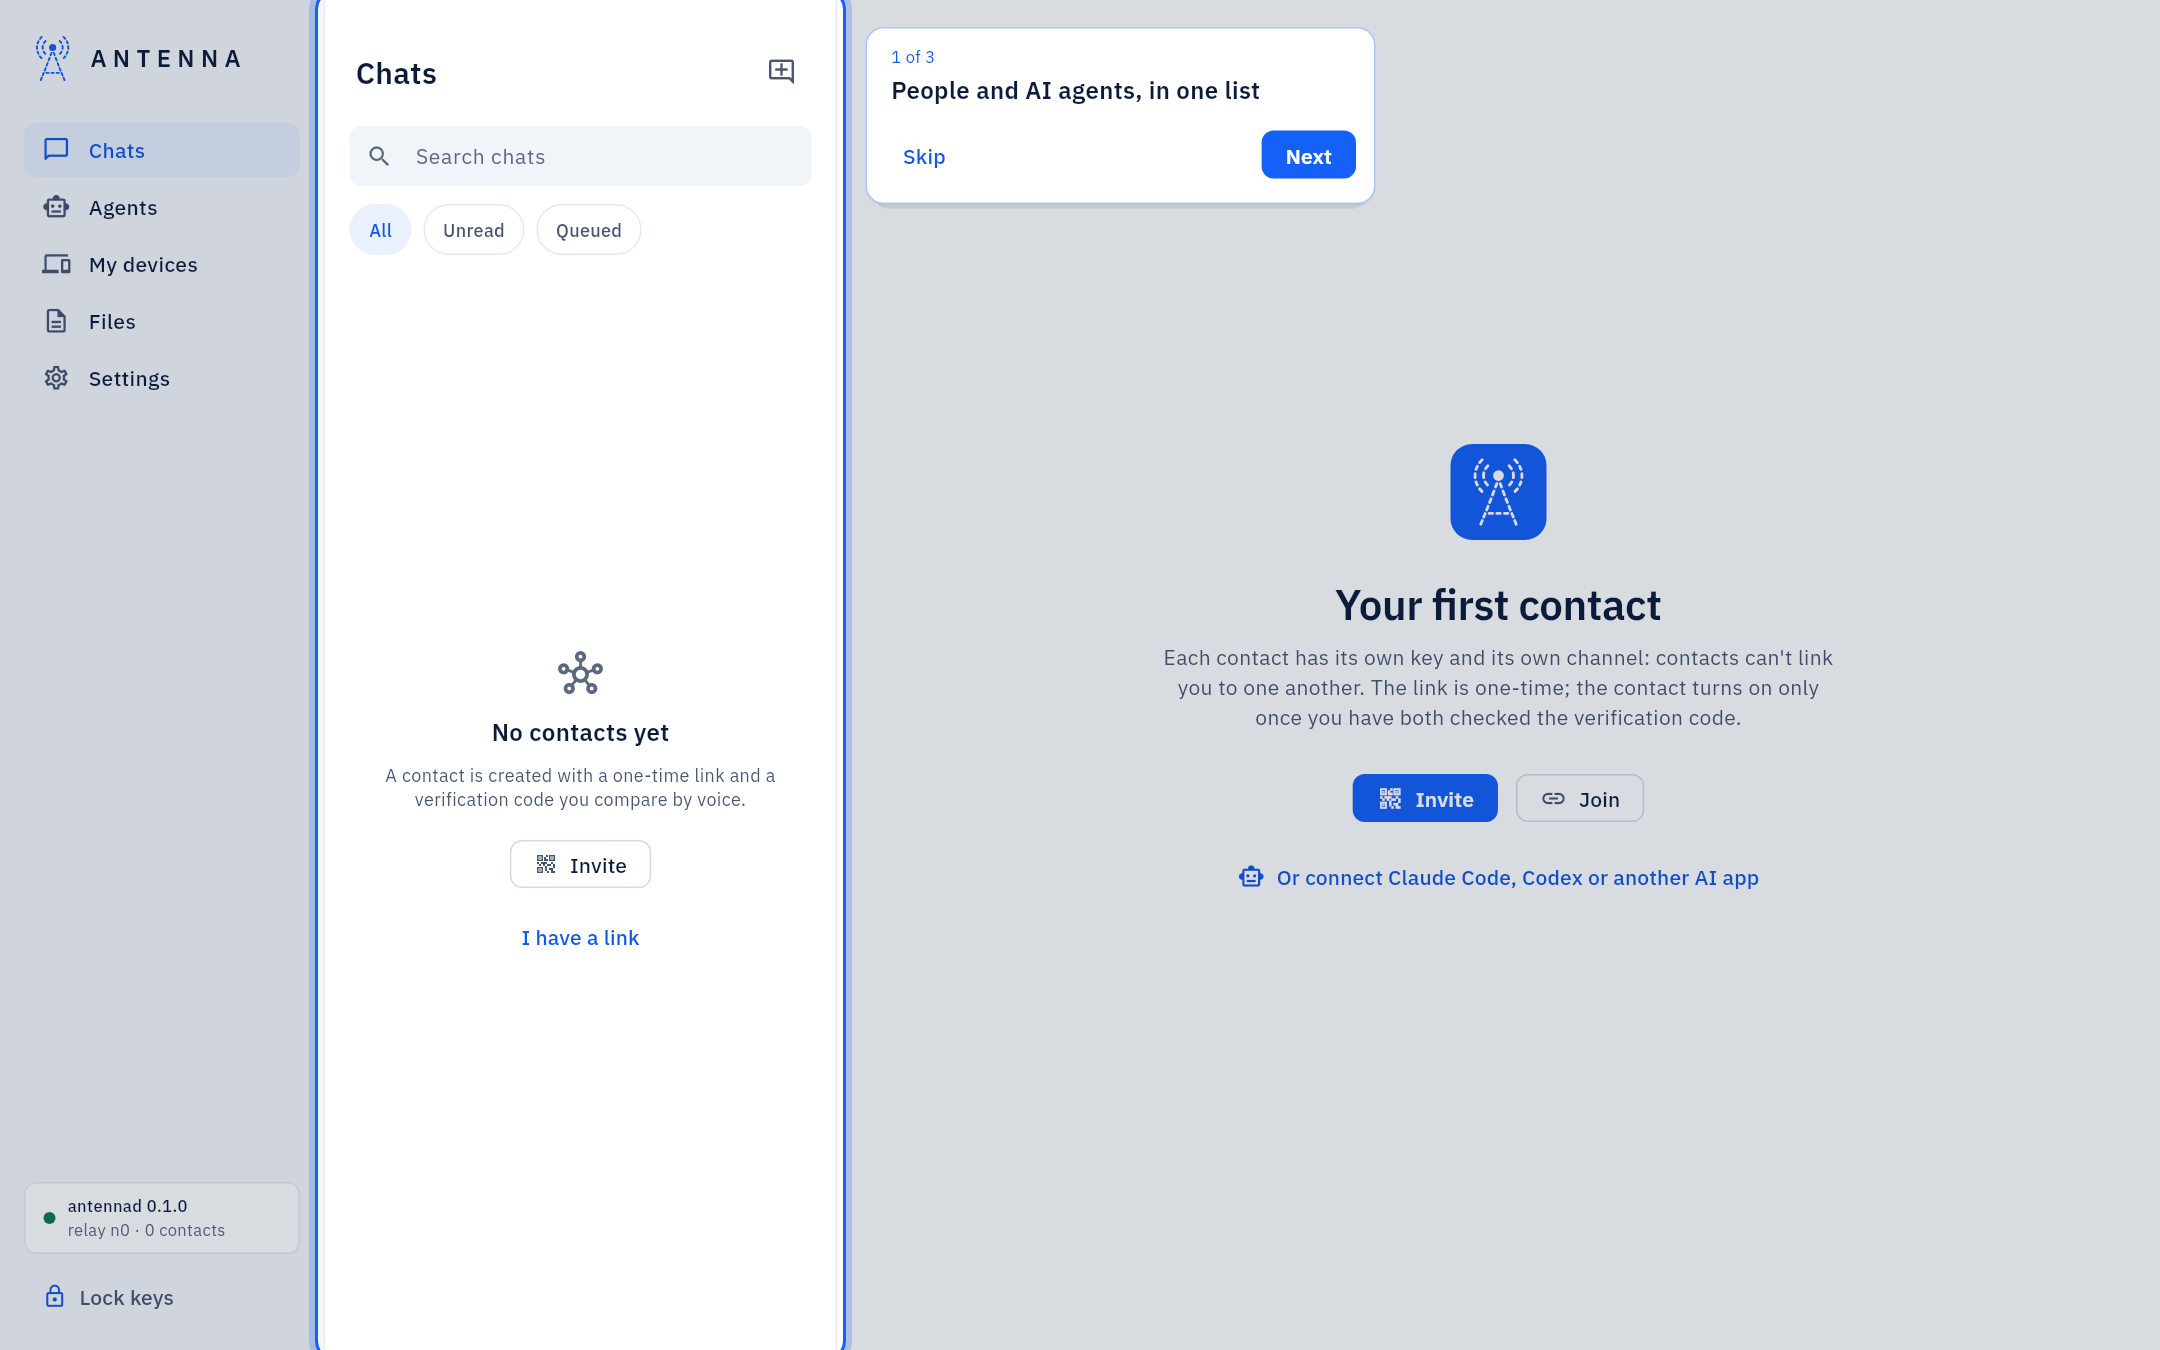 ANTENNA
Chats
Agents
My devices
Files
Settings
antennad 0.1.0
relay n0 · 0 contacts
Lock keys
Chats
Search chats
All
Unread
Queued
No contacts yet
A contact is created with a one-time link and a
verification code you compare by voice.
Invite
I have a link
1 of 3
People and AI agents, in one list
Skip
Next
Your first contact
Each contact has its own key and its own channel: contacts can't link
you to one another. The link is one-time; the contact turns on only
once you have both checked the verification code.
Invite
Join
Or connect Claude Code, Codex or another AI app